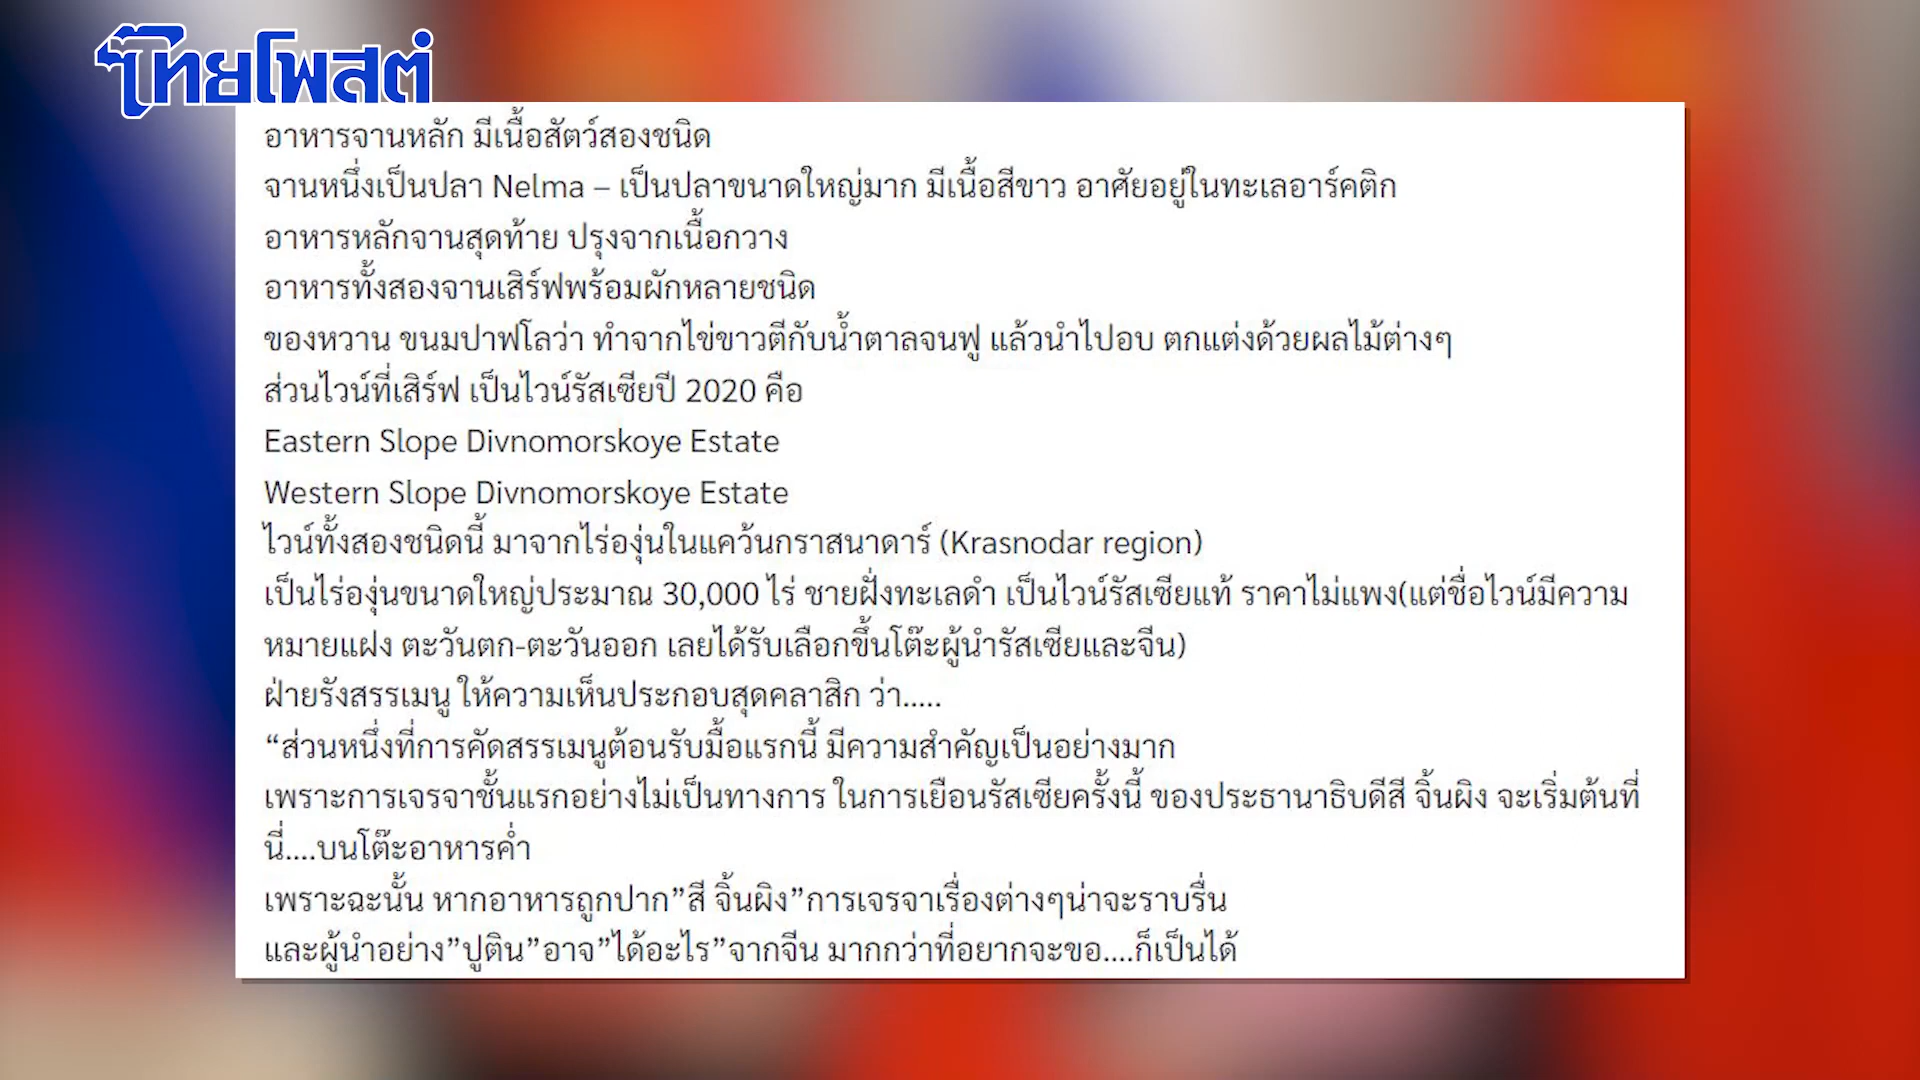 ไทยโพสต์
อาหารจานหลัก มีเนื้อสัตว์สองชนิด
จานหนึ่งเป็นปลา Nelma – เป็นปลาขนาดใหญ่มาก มีเนื้อสีขาว อาศัยอยู่ในทะเลอาร์คติก
อาหารหลักจานสุดท้าย ปรุงจากเนื้อกวาง
อาหารทั้งสองจานเสิร์ฟพร้อมผักหลายชนิด
ของหวาน ขนมปาฟโลว่า ทำจากไข่ขาวตีกับน้ำตาลจนฟู แล้วนำไปอบ ตกแต่งด้วยผลไม้ต่างๆ
ส่วนไวน์ที่เสิร์ฟ เป็นไวน์รัสเซียปี 2020 คือ
Eastern Slope Divnomorskoye Estate
Western Slope Divnomorskoye Estate
ไวน์ทั้งสองชนิดนี้ มาจากไร่องุ่นในแคว้นกราสนาดาร์ (Krasnodar region)
เป็นไร่องุ่นขนาดใหญ่ประมาณ 30,000 ไร่ ชายฝั่งทะเลดำ เป็นไวน์รัสเซียแท้ ราคาไม่แพง(แต่ชื่อไวน์มีความ
หมายแฝง ตะวันตก-ตะวันออก เลยได้รับเลือกขึ้นโต๊ะผู้นำรัสเซียและจีน)
ฝ่ายรังสรรเมนู ให้ความเห็นประกอบสุดคลาสิก ว่า.....
“ส่วนหนึ่งที่การคัดสรรเมนูต้อนรับมื้อแรกนี้ มีความสำคัญเป็นอย่างมาก
เพราะการเจรจาชั้นแรกอย่างไม่เป็นทางการ ในการเยือนรัสเซียครั้งนี้ ของประธานาธิบดีสี จิ้นผิง จะเริ่มต้นที่
นี่....บนโต๊ะอาหารค่ำ
เพราะฉะนั้น หากอาหารถูกปาก”สี จิ้นผิง”การเจรจาเรื่องต่างๆน่าจะราบรื่น
และผู้นำอย่าง”ปูติน”อาจ”ได้อะไร”จากจีน มากกว่าที่อยากจะขอ....ก็เป็นได้